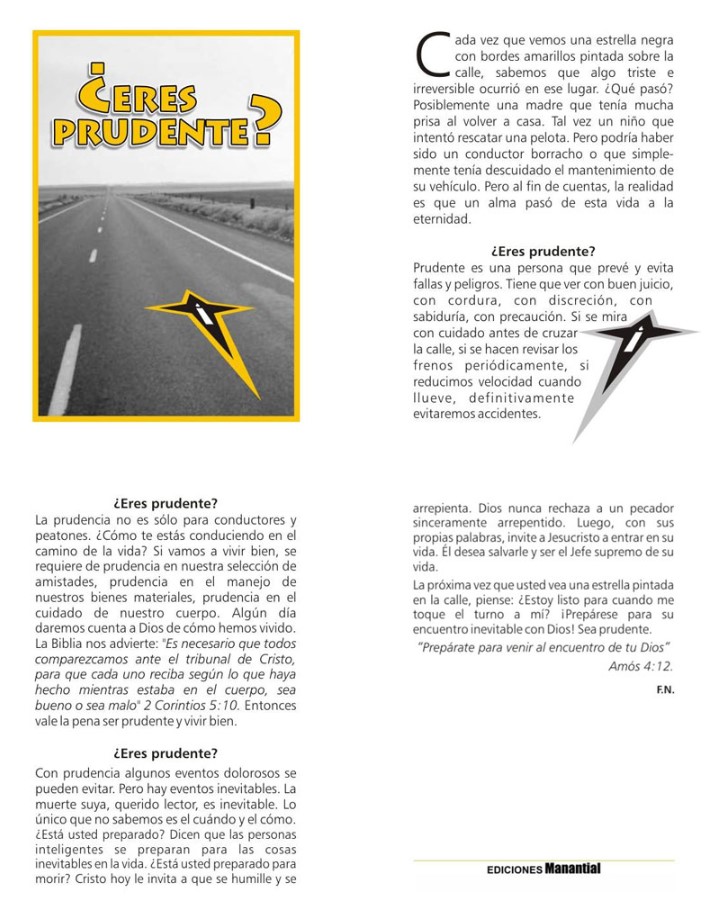 ¿ERES
PRUDENTE?
Cada vez que vemos una estrella negra
con bordes amarillos pintada sobre la
calle, sabemos que algo triste e
irreversible ocurrió en ese lugar. ¿Qué pasó?
Posiblemente una madre que tenía mucha
prisa al volver a casa. Tal vez un niño que
intentó rescatar una pelota. Pero podría haber
sido un conductor borracho o que simple-
mente tenía descuidado el mantenimiento de
su vehículo. Pero al fin de cuentas, la realidad
es que un alma pasó de esta vida a la
eternidad.
¿Eres prudente?
Prudente es una persona que prevé y evita
fallas y peligros. Tiene que ver con buen juicio,
con cordura, con discreción, con
sabiduría, con precaución. Si se mira
con cuidado antes de cruzar
la calle, si se hacen revisar los
frenos periódicamente, si
reducimos velocidad cuando
llueve, definitivamente
evitaremos accidentes.
¿Eres prudente?
La prudencia no es sólo para conductores y
peatones. ¿Cómo te estás conduciendo en el
camino de la vida? Si vamos a vivir bien, se
requiere de prudencia en nuestra selección de
amistades, prudencia en el manejo de
nuestros bienes materiales, prudencia en el
cuidado de nuestro cuerpo. Algún día
daremos cuenta a Dios de cómo hemos vivido.
La Biblia nos advierte: "Es necesario que todos
comparezcamos ante el tribunal de Cristo,
para que cada uno reciba según lo que haya
hecho mientras estaba en el cuerpo, sea
bueno o sea malo" 2 Corintios 5:10. Entonces
vale la pena ser prudente y vivir bien.
¿Eres prudente?
Con prudencia algunos eventos dolorosos se
pueden evitar. Pero hay eventos inevitables. La
muerte suya, querido lector, es inevitable. Lo
único que no sabemos es el cuándo y el cómo.
¿Está usted preparado? Dicen que las personas
inteligentes se preparan para las cosas
inevitables en la vida. ¿Está usted preparado para
morir? Cristo hoy le invita a que se humille y se
arrepienta. Dios nunca rechaza a un pecador
sinceramente arrepentido. Luego, con sus
propias palabras, invite a Jesucristo a entrar en su
vida. Él desea salvarle y ser el Jefe supremo de su
vida.
La próxima vez que usted vea una estrella pintada
en la calle, piense: ¿Estoy listo para cuando me
toque el turno a mí? ¡Prepárese para su
encuentro inevitable con Dios! Sea prudente.
"Prepárate para venir al encuentro de tu Dios"
Amós 4:12.
F.N.
EDICIONES Manantial